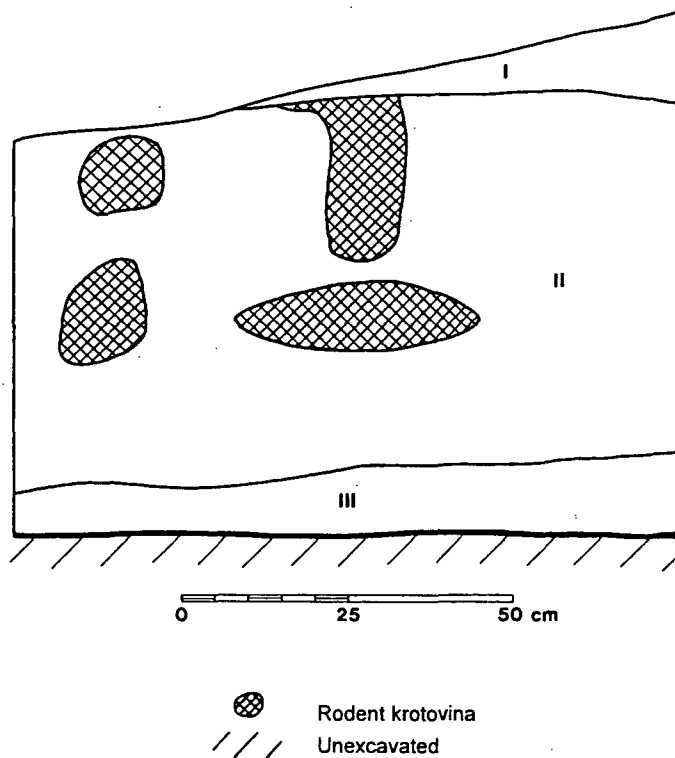 I
II
III
0 25 50 cm
Rodent krotovina
Unexcavated